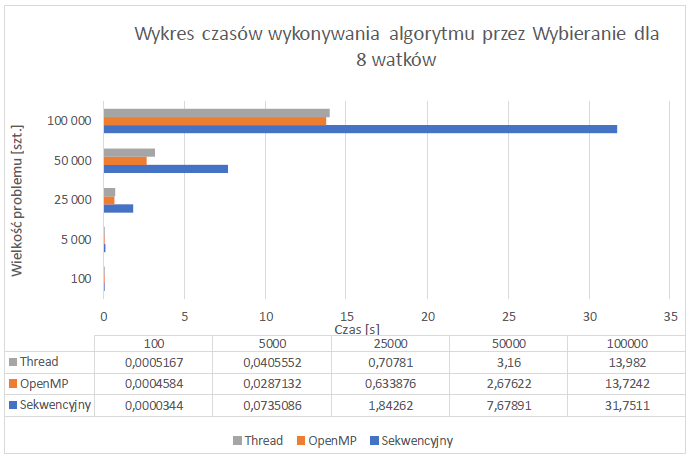 Wykres czasów wykonywania algorytmu przez Wybieranie dla
8 watków
Wielkość problemu [szt.]
100 000
50 000
25 000
5 000
100
0 5 10 15 20 25 30 35
Czas [s]
100 5000 25000 50000 100000
Thread 0,0005167 0,0405552 0,70781 3,16 13,982
OpenMP 0,0004584 0,0287132 0,633876 2,67622 13,7242
Sekwencyjny 0,0000344 0,0735086 1,84262 7,67891 31,7511
Thread OpenMP Sekwencyjny